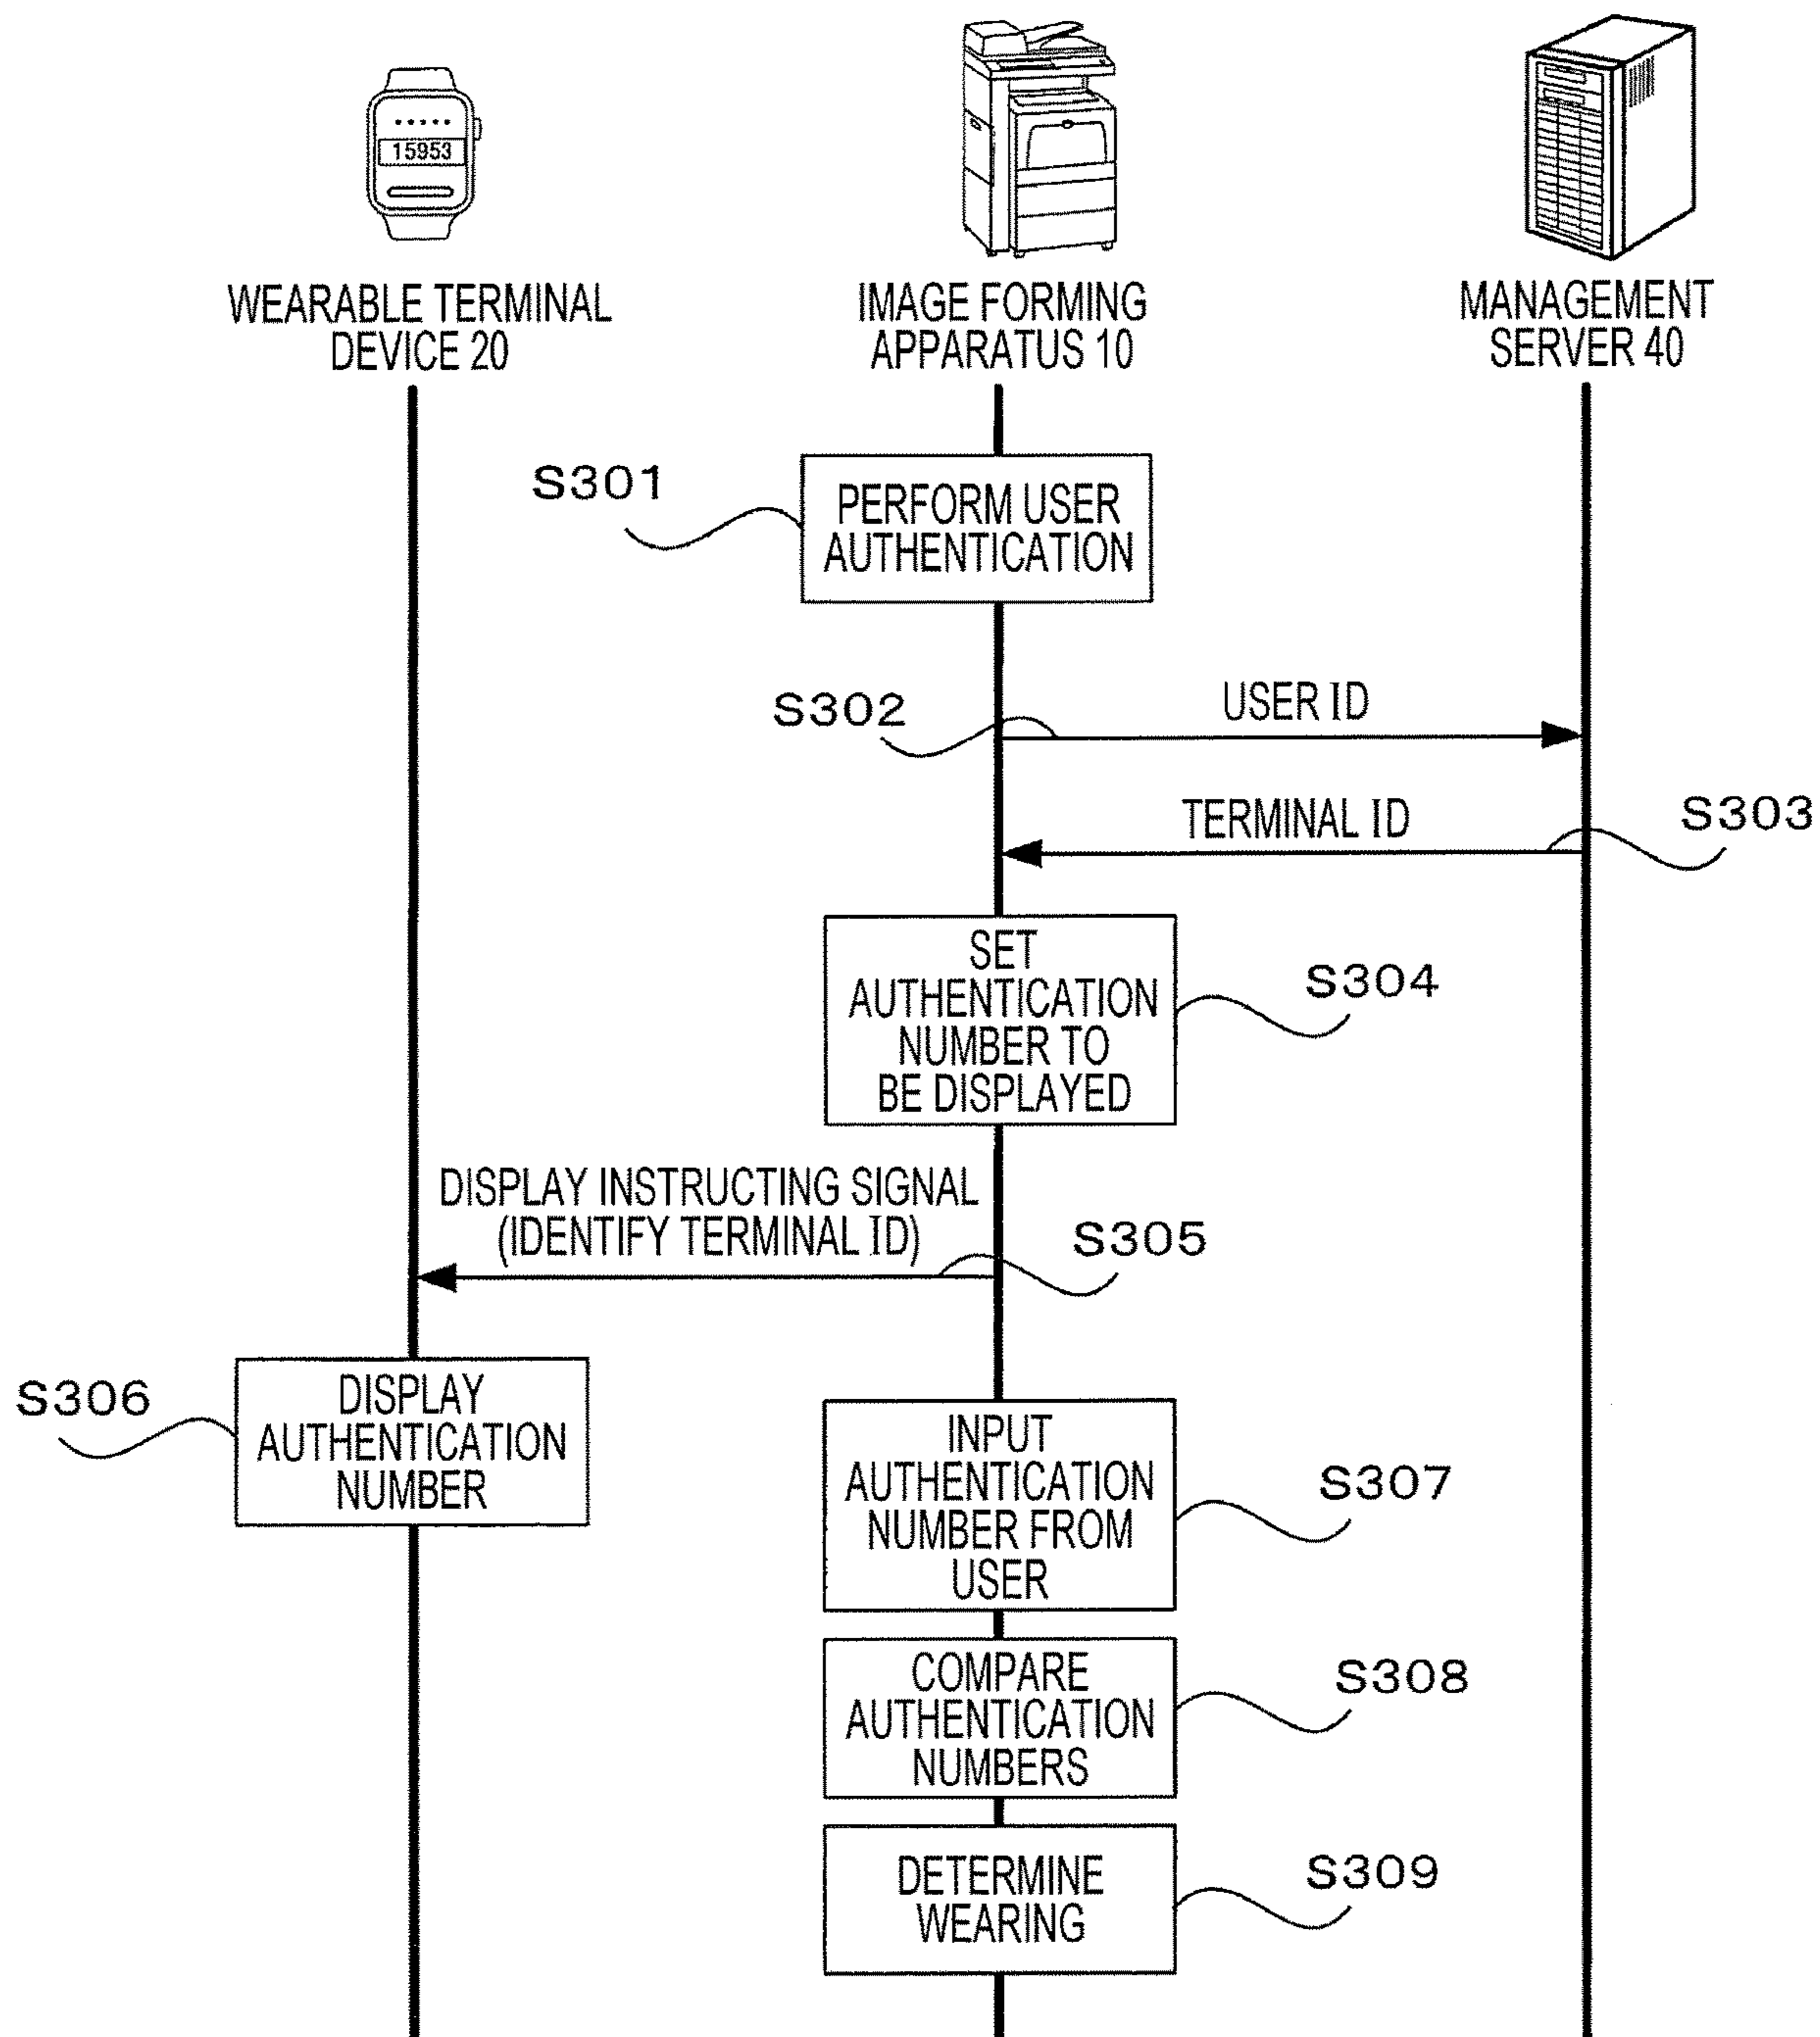 15953
WEARABLE TERMINAL
DEVICE 20
IMAGE FORMING
APPARATUS 10
MANAGEMENT
SERVER 40
S301
PERFORM USER
AUTHENTICATION
S302
USER ID
TERMINAL ID
S303
SET
AUTHENTICATION
NUMBER TO
BE DISPLAYED
S304
DISPLAY INSTRUCTING SIGNAL
(IDENTIFY TERMINAL ID)
S305
S306
DISPLAY
AUTHENTICATION
NUMBER
INPUT
AUTHENTICATION
NUMBER FROM
USER
S307
COMPARE
AUTHENTICATION
NUMBERS
S308
DETERMINE
WEARING
S309